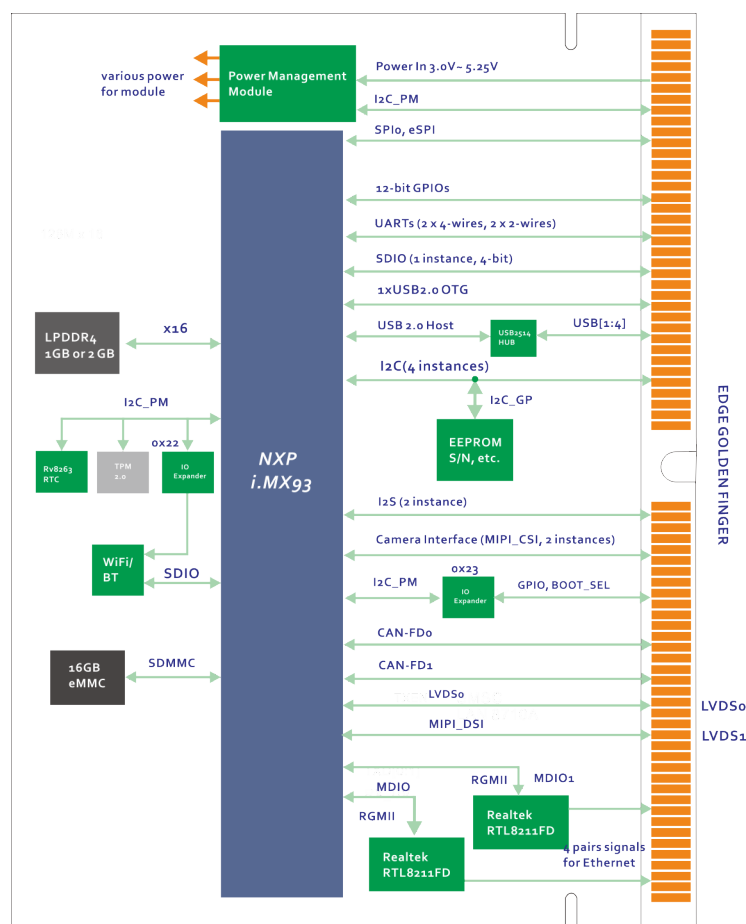 various power
for module
Power Management
Module
Power In 3.0V~ 5.25V
I2C_PM
SPI0, eSPI
12-bit GPIOs
UARTs (2 x 4-wires, 2 x 2-wires)
SDIO (1 instance, 4-bit)
1xUSB2.0 OTG
LPDDR4
1GB or 2 GB
x16
USB 2.0 Host
USB2514
HUB
USB[1:4]
I2C(4 instances)
I2C_GP
EEPROM
S/N, etc.
I2C_PM
0x22
Rv8263
RTC
TPM
2.0
IO
Expander
NXP
i.MX93
EDGE GOLDEN FINGER
I2S (2 instance)
Camera Interface (MIPI_CSI, 2 instances)
WiFi/
BT
SDIO
I2C_PM
0x23
IO
Expander
GPIO, BOOT_SEL
CAN-FD0
16GB
eMMC
SDMMC
CAN-FD1
LVDS0
LVDS0
MIPI_DSI
LVDS1
RGMII
MDIO1
MDIO
RGMII
Realtek
RTL8211FD
Realtek
RTL8211FD
4 pairs signals
for Ethernet